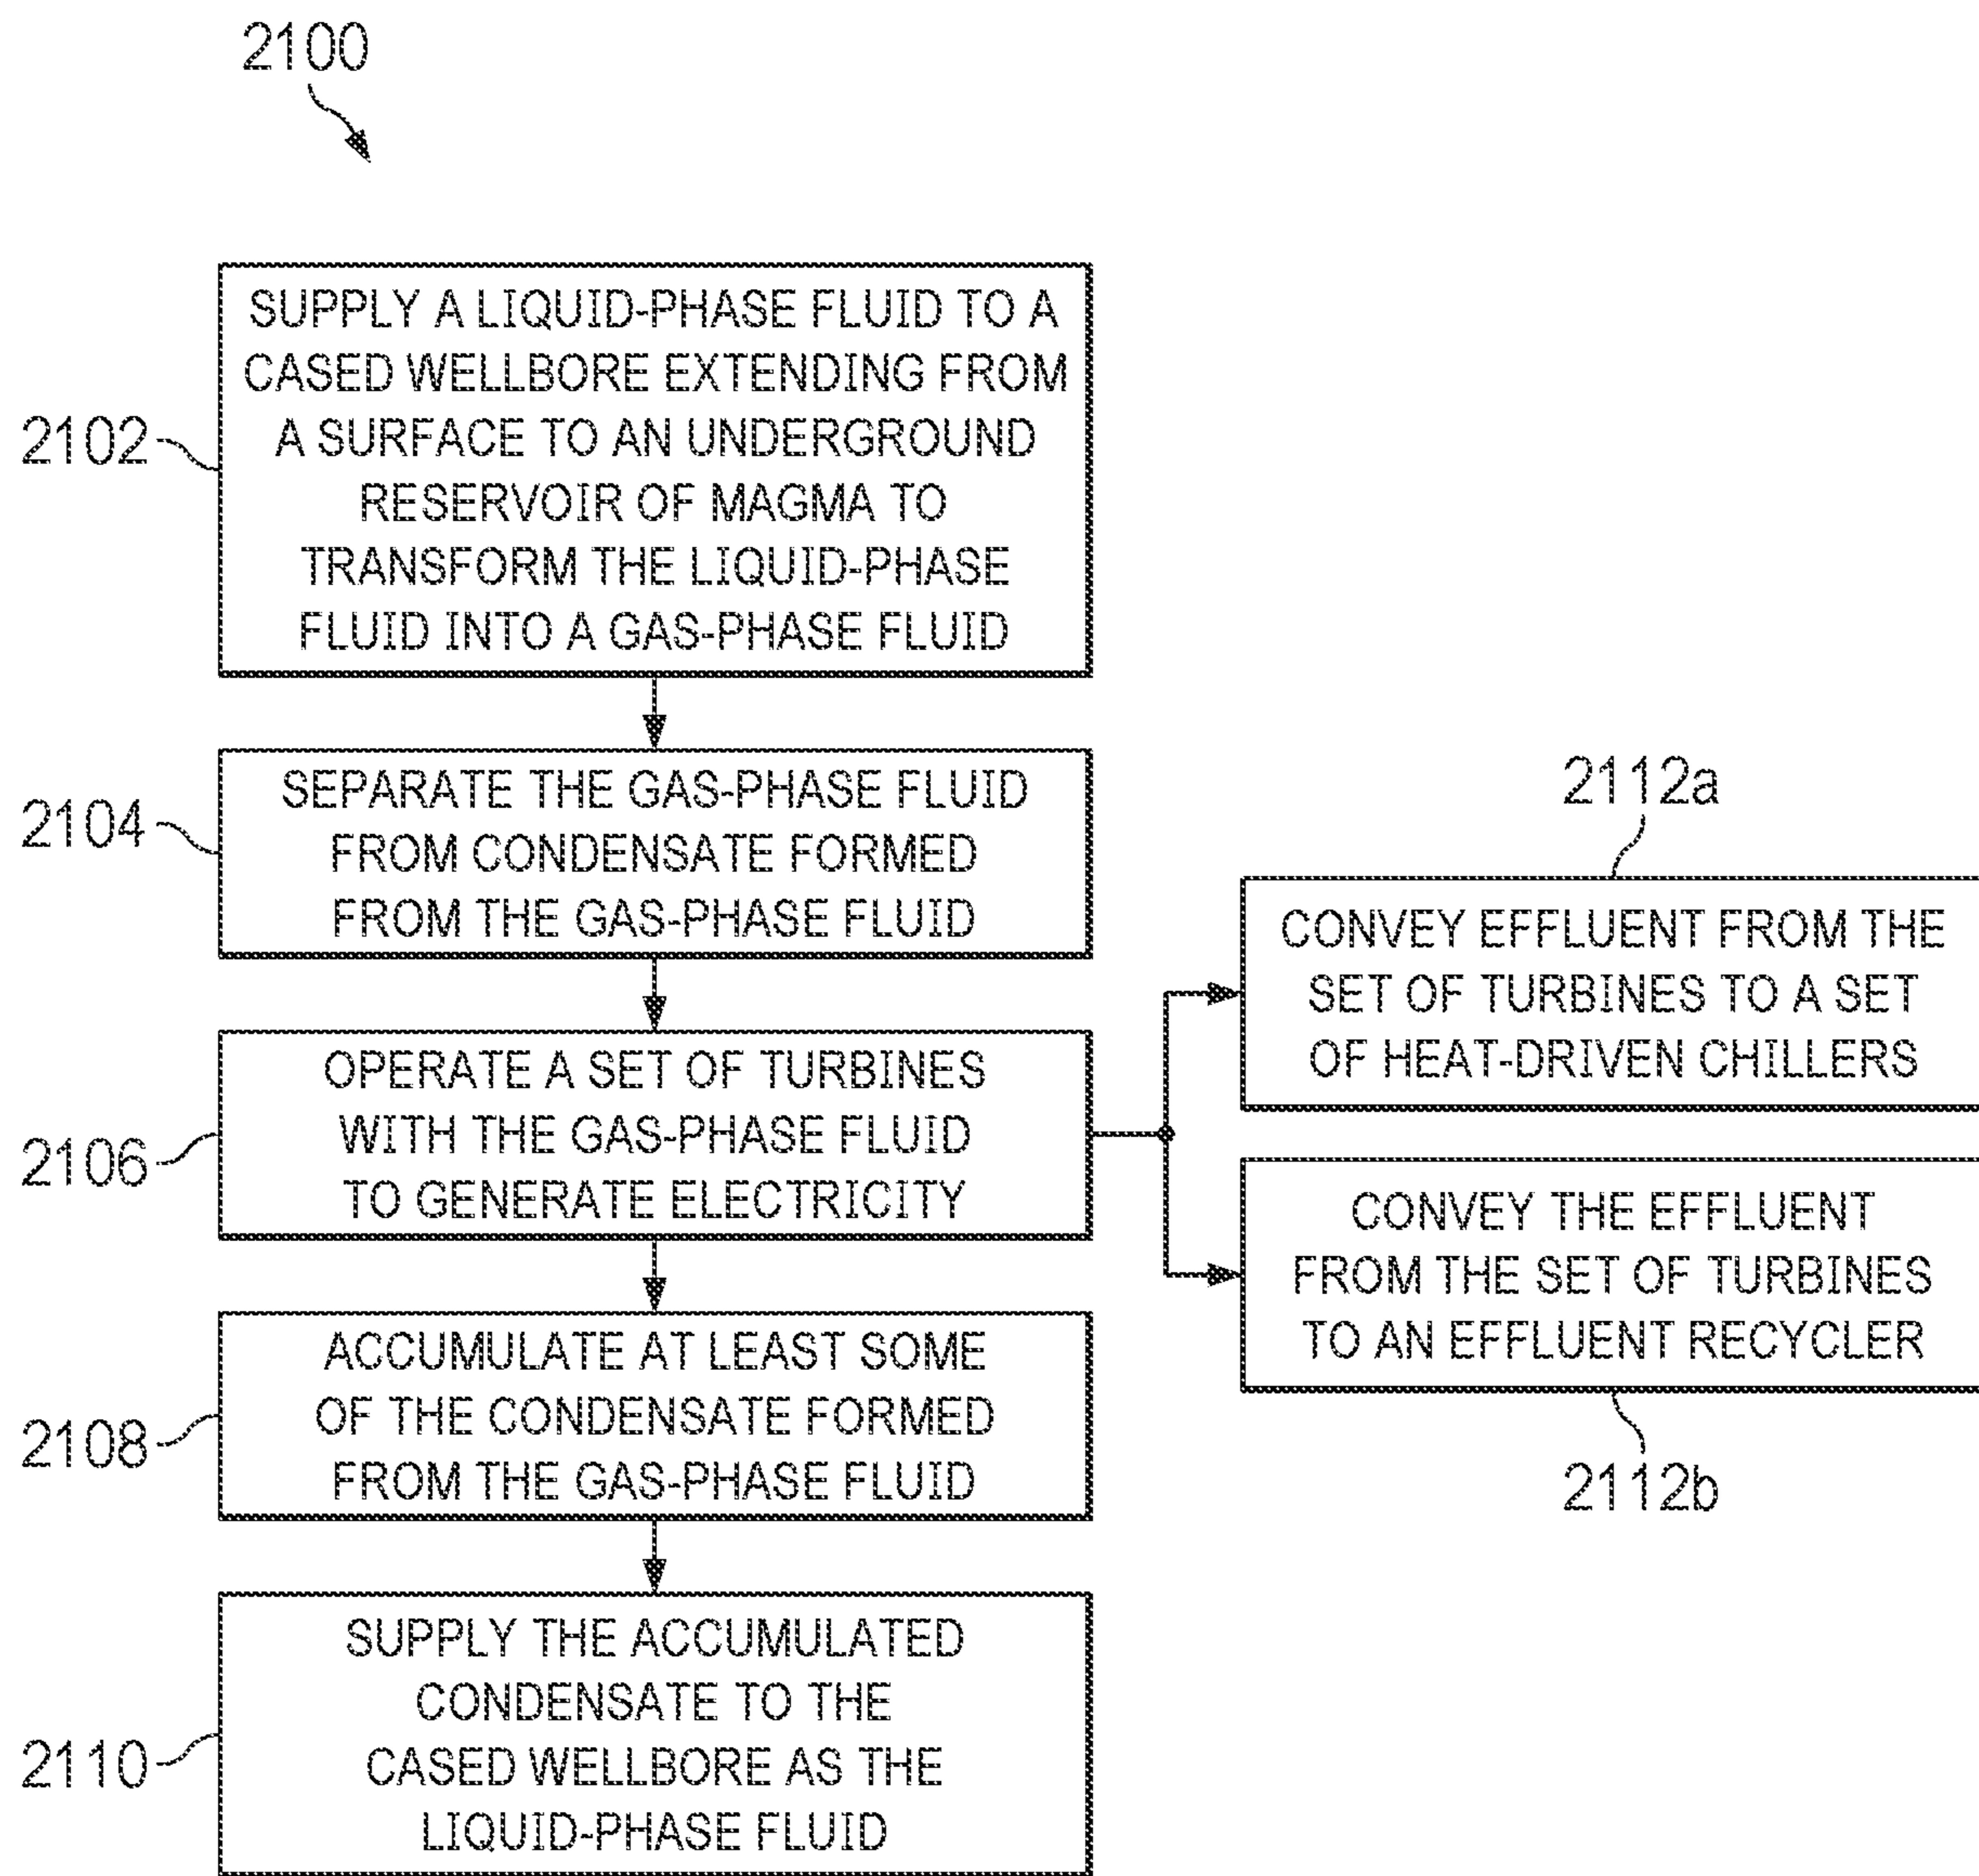 2100
2102
SUPPLY A LIQUID-PHASE FLUID TO A
CASED WELLBORE EXTENDING FROM
A SURFACE TO AN UNDERGROUND
RESERVOIR OF MAGMA TO
TRANSFORM THE LIQUID-PHASE
FLUID INTO A GAS-PHASE FLUID
2104
SEPARATE THE GAS-PHASE FLUID
FROM CONDENSATE FORMED
FROM THE GAS-PHASE FLUID
2106
OPERATE A SET OF TURBINES
WITH THE GAS-PHASE FLUID
TO GENERATE ELECTRICITY
2112a
CONVEY EFFLUENT FROM THE
SET OF TURBINES TO A SET
OF HEAT-DRIVEN CHILLERS
CONVEY THE EFFLUENT
FROM THE SET OF TURBINES
TO AN EFFLUENT RECYCLER
2112b
2108
ACCUMULATE AT LEAST SOME
OF THE CONDENSATE FORMED
FROM THE GAS-PHASE FLUID
2110
SUPPLY THE ACCUMULATED
CONDENSATE TO THE
CASED WELLBORE AS THE
LIQUID-PHASE FLUID